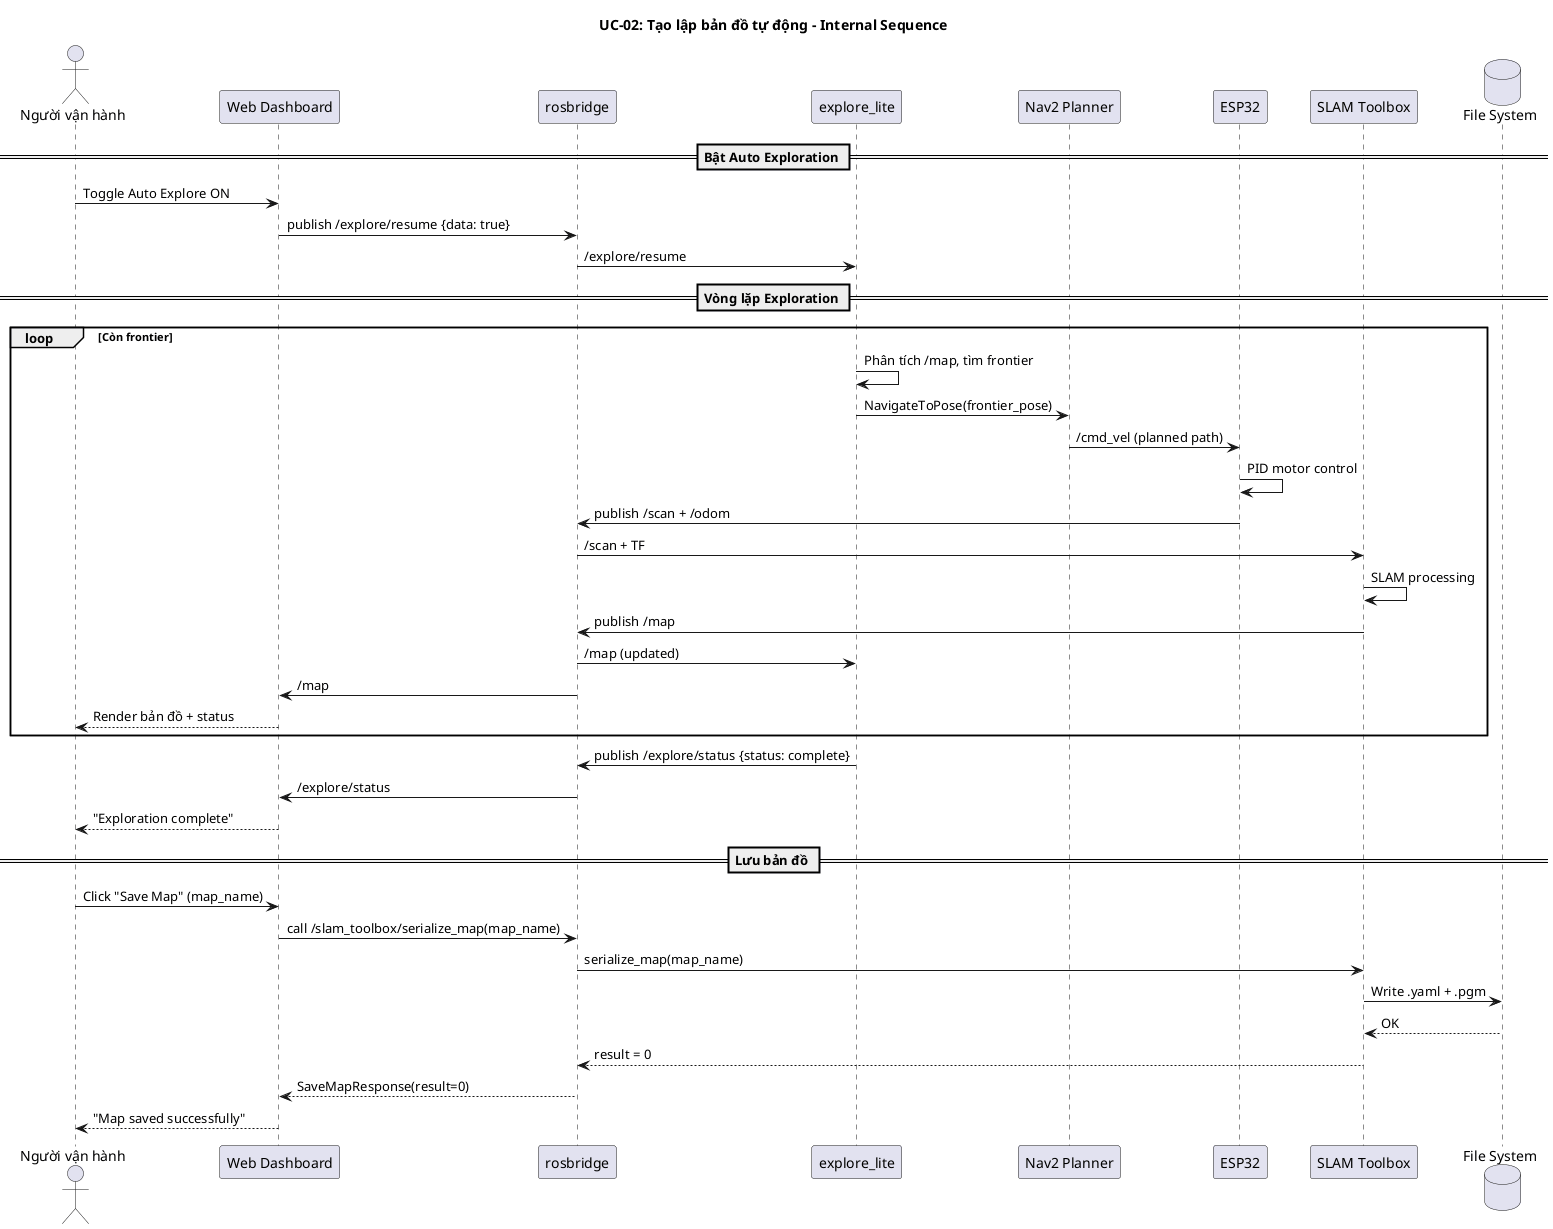 UC-02: Tạo lập bản đồ tự động - Internal Sequence
Người vận hành
Web Dashboard
rosbridge
explore_lite
Nav2 Planner
ESP32
SLAM Toolbox
File System
Bật Auto Exploration
Toggle Auto Explore ON
publish /explore/resume {data: true}
/explore/resume
Vòng lặp Exploration
loop [Còn frontier]
Phân tích /map, tìm frontier
NavigateToPose(frontier_pose)
/cmd_vel (planned path)
PID motor control
publish /scan + /odom
/scan + TF
SLAM processing
publish /map
/map (updated)
/map
Render bản đồ + status
publish /explore/status {status: complete}
/explore/status
"Exploration complete"
Lưu bản đồ
Click "Save Map" (map_name)
call /slam_toolbox/serialize_map(map_name)
serialize_map(map_name)
Write .yaml + .pgm
OK
result = 0
SaveMapResponse(result=0)
"Map saved successfully"
Người vận hành
Web Dashboard
rosbridge
explore_lite
Nav2 Planner
ESP32
SLAM Toolbox
File System